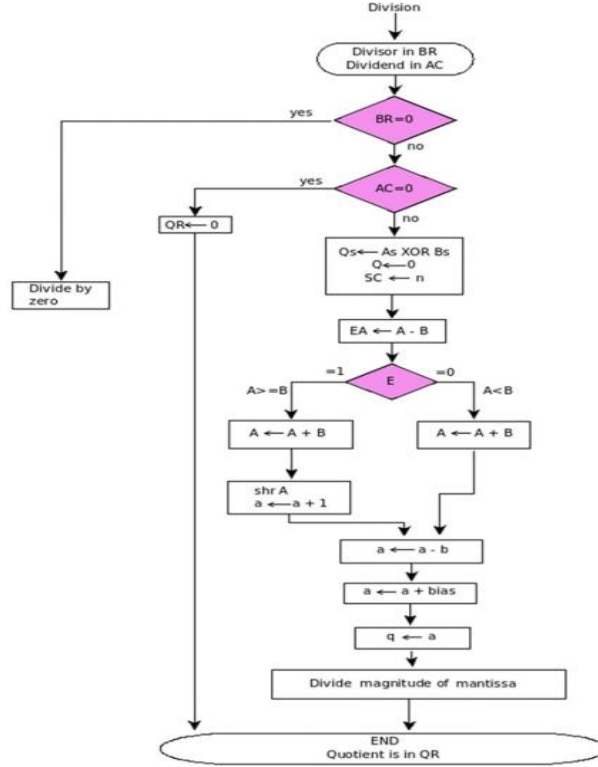 Division
Divisor in BR
Dividend in AC
yes
BR=0
no
yes
AC=0
no
QR← 0
Qs← As XOR Bs
Q←0
SC ← n
Divide by
zero
EA ← A - B
=1
E
=0
A>=B
A<B
A ← A + B
A ← A + B
shr A
a ← a + 1
a ← a - b
a ← a + bias
q ← a
Divide magnitude of mantissa
END
Quotient is in QR